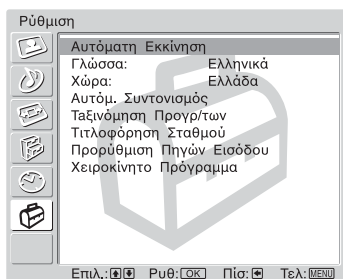 Ρύθμιση
Αυτόματη Εκκίνηση
Γλώσσα: Ελληνικά
Χώρα: Ελλάδα
Αυτόμ. Συντονισμός
Ταξινόμηση Προγρ/των
Τιτλοφόρηση Σταθμού
Προρύθμιση Πηγών Εισόδου
Χειροκίνητο Πρόγραμμα
Επιλ.: Ρυθ: OK Πίσ: Τελ: MENU